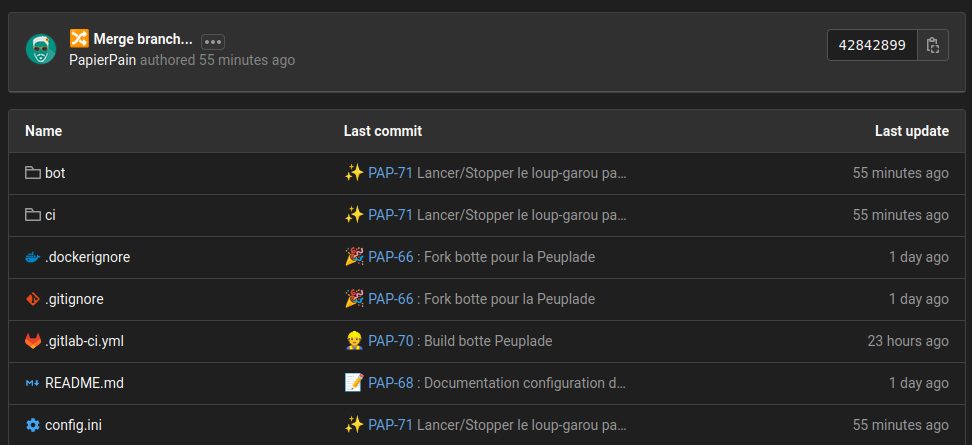 🔀 Merge branch... •••
PapierPain authored 55 minutes ago
42842899
Name Last commit Last update
bot ✨ PAP-71 Lancer/Stopper le loup-garou pa… 55 minutes ago
ci ✨ PAP-71 Lancer/Stopper le loup-garou pa… 55 minutes ago
.dockerignore 🎉 PAP-66 : Fork botte pour la Peuplade 1 day ago
.gitignore 🎉 PAP-66 : Fork botte pour la Peuplade 1 day ago
.gitlab-ci.yml 👷 PAP-70 : Build botte Peuplade 23 hours ago
M↓ README.md 📝 PAP-68 : Documentation configuration d… 1 day ago
config.ini ✨ PAP-71 Lancer/Stopper le loup-garou pa… 55 minutes ago